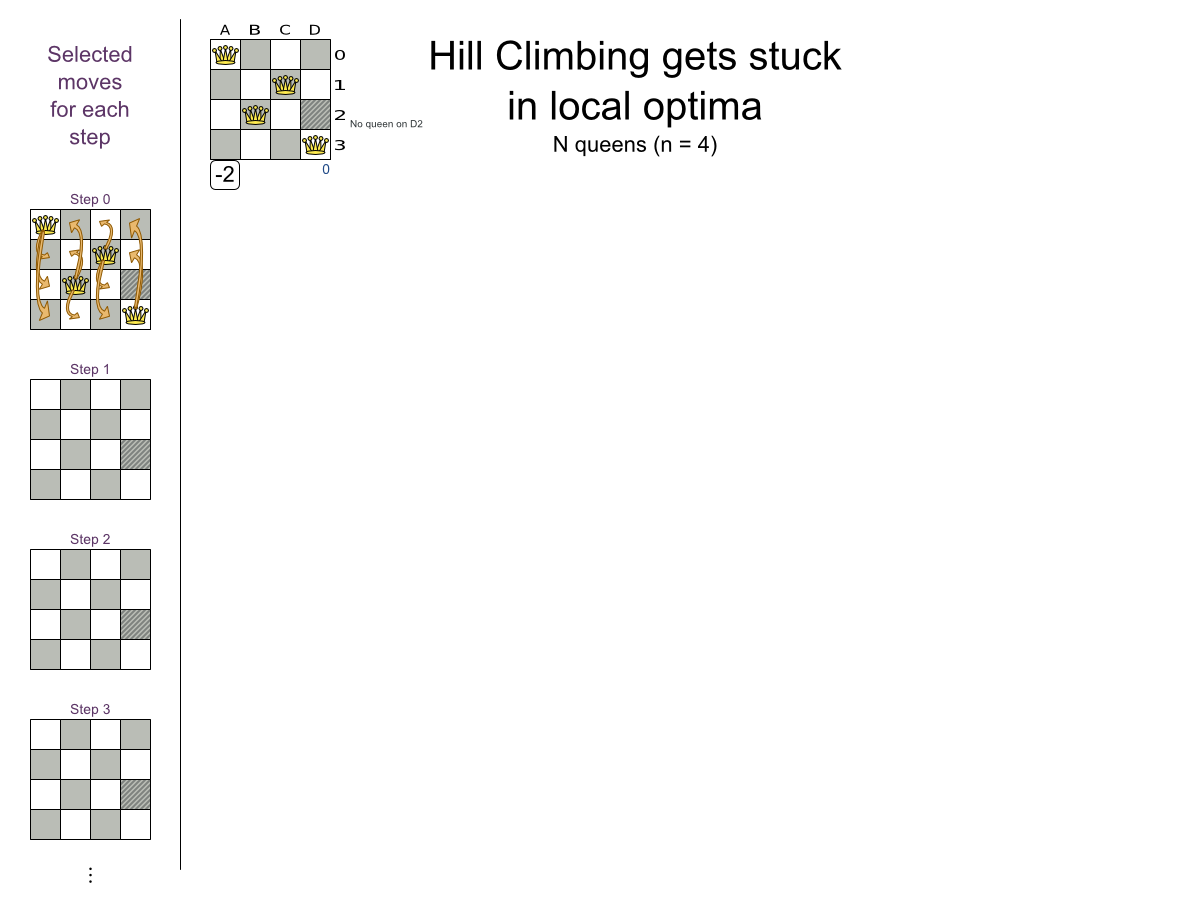 Selected
moves
for each
step
A B C D
0
1
2
3
No queen on D2
-2
0
Hill Climbing gets stuck
in local optima
N queens (n = 4)
Step 0
Step 1
Step 2
Step 3
⋮